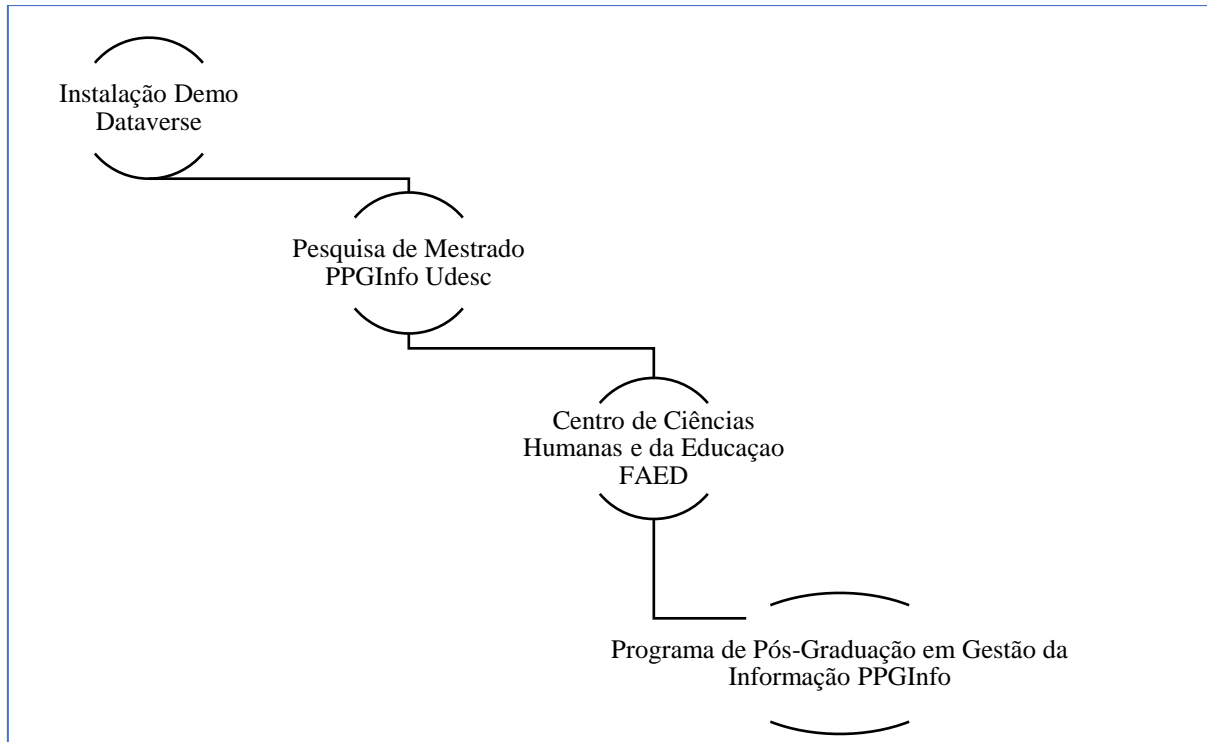 Instalação Demo
Dataverse
Pesquisa de Mestrado
PPGInfo Udesc
Centro de Ciências
Humanas e da Educaçao
FAED
Programa de Pós-Graduação em Gestão da
Informação PPGInfo